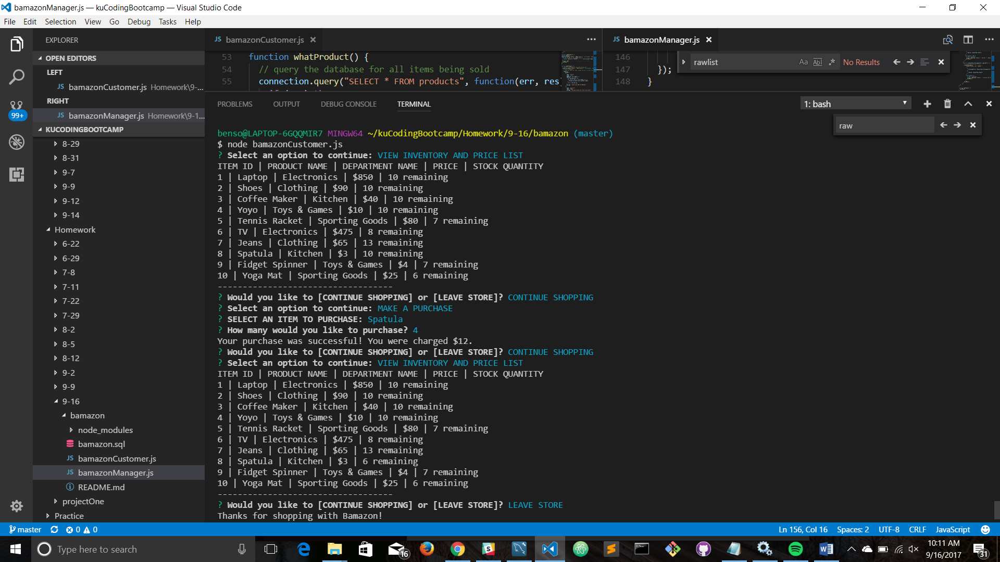 bamazonManager.js — kuCodingBootcamp — Visual Studio Code
File Edit Selection View Go Debug Tasks Help
EXPLORER
OPEN EDITORS
LEFT
JS bamazonCustomer.js Homework\9-...
RIGHT
JS bamazonManager.js Homework\9-1...
99+
KUCODINGBOOTCAMP
8-29
8-31
9-7
9-9
9-12
9-14
Homework
6-22
6-29
7-8
7-11
7-22
7-29
8-2
8-5
8-12
9-2
9-9
9-16
bamazon
node_modules
bamazon.sql
JS bamazonCustomer.js
JS bamazonManager.js
README.md
projectOne
Practice
JS bamazonCustomer.js
53 function whatProduct() {
54 // query the database for all items being sold
55 connection.query("SELECT * FROM products", function(err, res)
JS bamazonManager.js
146
147 });
148 }
rawlist Aa Abl .* No Results
PROBLEMS OUTPUT DEBUG CONSOLE TERMINAL
1: bash
raw
benso@LAPTOP-6GQQMIR7 MINGW64 ~/kuCodingBootcamp/Homework/9-16/bamazon (master)
$ node bamazonCustomer.js
? Select an option to continue: VIEW INVENTORY AND PRICE LIST
ITEM ID | PRODUCT NAME | DEPARTMENT NAME | PRICE | STOCK QUANTITY
1 | Laptop | Electronics | $850 | 10 remaining
2 | Shoes | Clothing | $90 | 10 remaining
3 | Coffee Maker | Kitchen | $40 | 10 remaining
4 | Yoyo | Toys & Games | $10 | 10 remaining
5 | Tennis Racket | Sporting Goods | $80 | 7 remaining
6 | TV | Electronics | $475 | 8 remaining
7 | Jeans | Clothing | $65 | 13 remaining
8 | Spatula | Kitchen | $3 | 10 remaining
9 | Fidget Spinner | Toys & Games | $4 | 7 remaining
10 | Yoga Mat | Sporting Goods | $25 | 6 remaining
-----------------------------------
? Would you like to [CONTINUE SHOPPING] or [LEAVE STORE]? CONTINUE SHOPPING
? Select an option to continue: MAKE A PURCHASE
? SELECT AN ITEM TO PURCHASE: Spatula
? How many would you like to purchase? 4
Your purchase was successful! You were charged $12.
? Would you like to [CONTINUE SHOPPING] or [LEAVE STORE]? CONTINUE SHOPPING
? Select an option to continue: VIEW INVENTORY AND PRICE LIST
ITEM ID | PRODUCT NAME | DEPARTMENT NAME | PRICE | STOCK QUANTITY
1 | Laptop | Electronics | $850 | 10 remaining
2 | Shoes | Clothing | $90 | 10 remaining
3 | Coffee Maker | Kitchen | $40 | 10 remaining
4 | Yoyo | Toys & Games | $10 | 10 remaining
5 | Tennis Racket | Sporting Goods | $80 | 7 remaining
6 | TV | Electronics | $475 | 8 remaining
7 | Jeans | Clothing | $65 | 13 remaining
8 | Spatula | Kitchen | $3 | 6 remaining
9 | Fidget Spinner | Toys & Games | $4 | 7 remaining
10 | Yoga Mat | Sporting Goods | $25 | 6 remaining
-----------------------------------
? Would you like to [CONTINUE SHOPPING] or [LEAVE STORE]? LEAVE STORE
Thanks for shopping with Bamazon!
master 0 0 Ln 156, Col 16 Spaces: 2 UTF-8 CRLF JavaScript
Type here to search
16
10:11 AM
9/16/2017
31